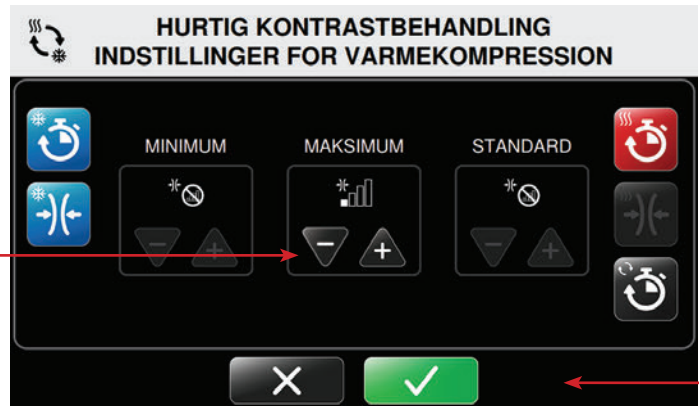 HURTIG KONTRASTBEHANDLING
INDSTILLINGER FOR VARMEKOMPRESSION
MINIMUM
MAKSIMUM
STANDARD